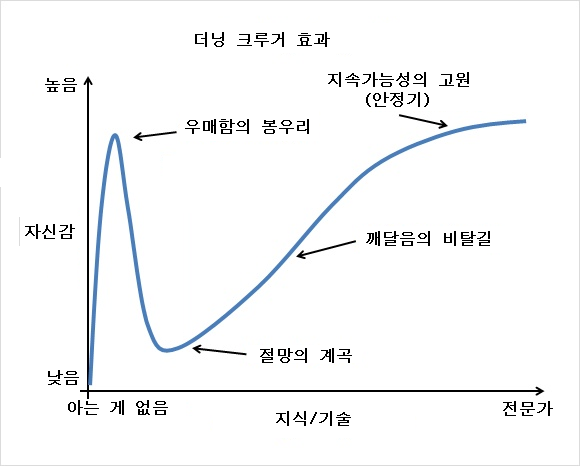 더닝 크루거 효과
높음
지속가능성의 고원
(안정기)
우매함의 봉우리
자신감
깨달음의 비탈길
절망의 계곡
낮음
아는 게 없음
지식/기술
전문가